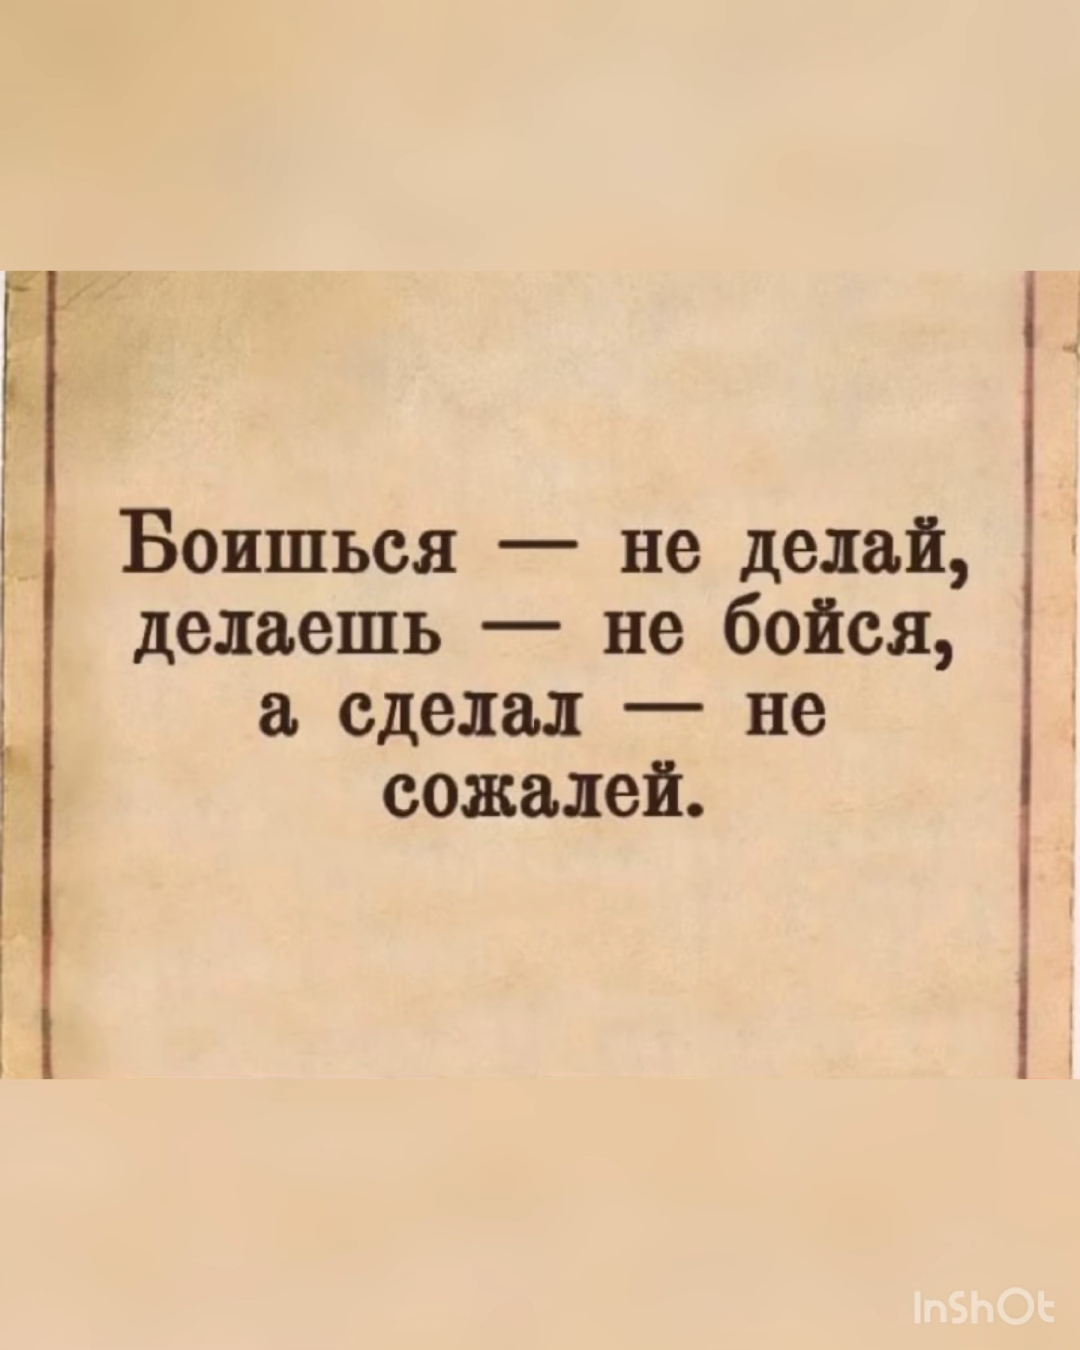 Боишься — не делай,
делаешь — не бойся,
а сделал — не
сожалей.
InShOt